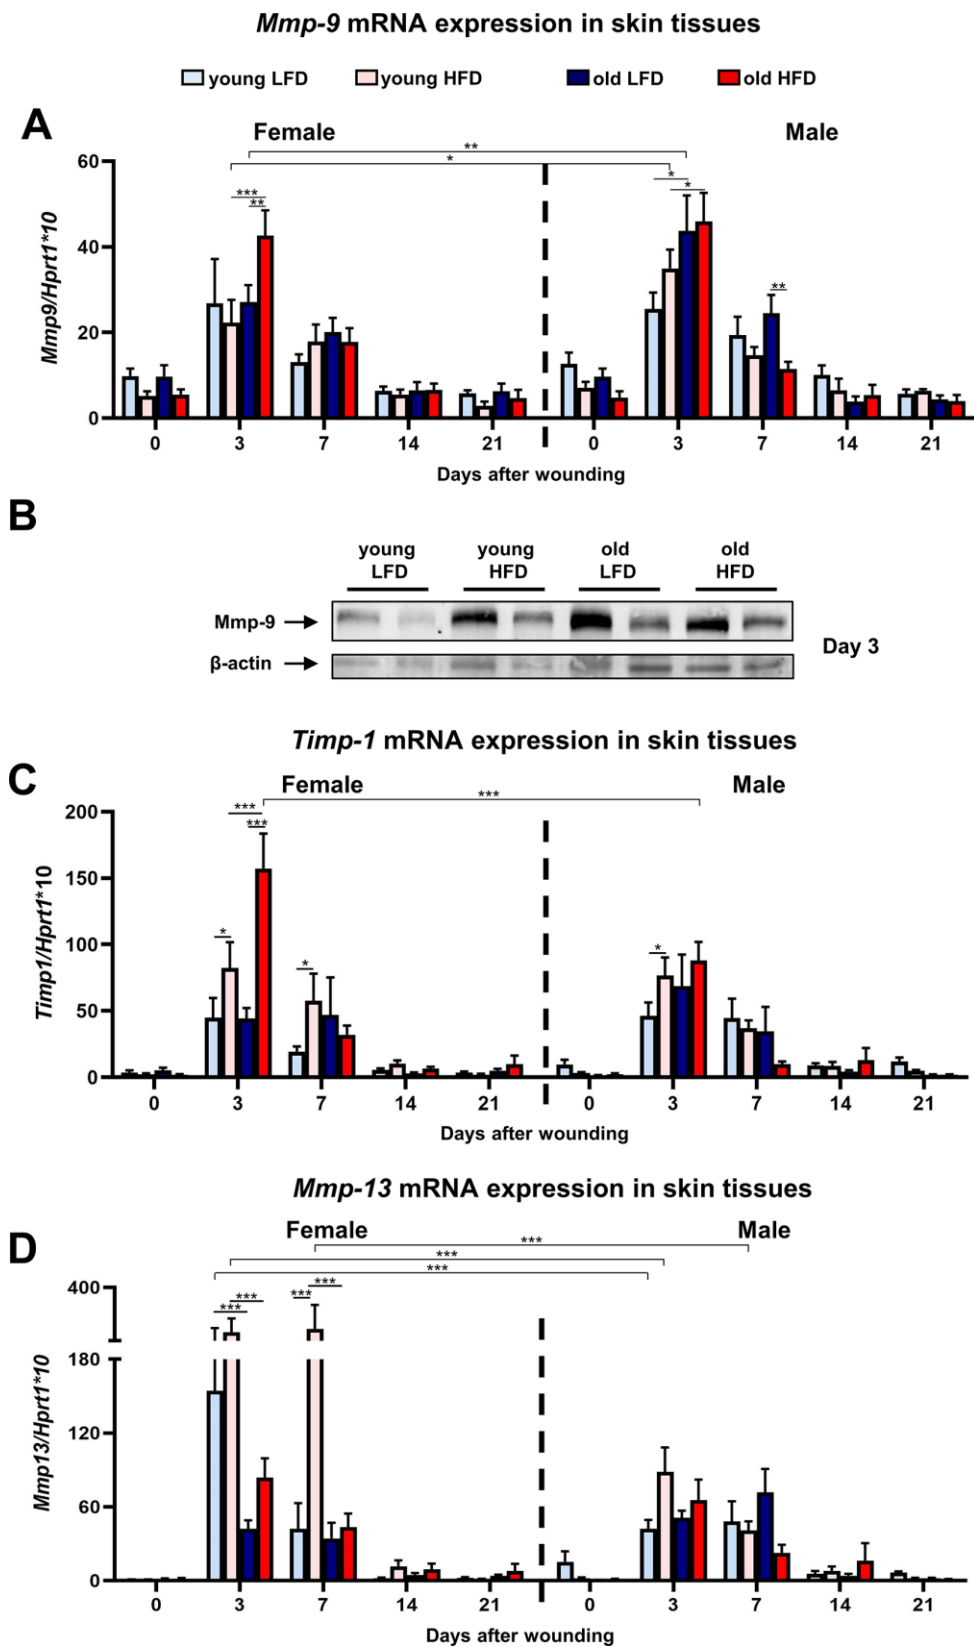 Mmp-9 mRNA expression in skin tissues
young LFD young HFD old LFD old HFD
A
Female Male
** 
*
*** ** * * **
Mmp9/Hprt1*10
60
40
20
0
0 3 7 14 21 0 3 7 14 21
Days after wounding
B
young young old old
LFD HFD LFD HFD
Mmp-9
Day 3
β-actin
Timp-1 mRNA expression in skin tissues
C
Female Male
***
*** *** * * *
Timp1/Hprt1*10
200
150
100
50
0
0 3 7 14 21 0 3 7 14 21
Days after wounding
Mmp-13 mRNA expression in skin tissues
D
Female Male
***
***
***
*** *** *** ***
Mmp13/Hprt1*10
400
180
120
60
0
0 3 7 14 21 0 3 7 14 21
Days after wounding